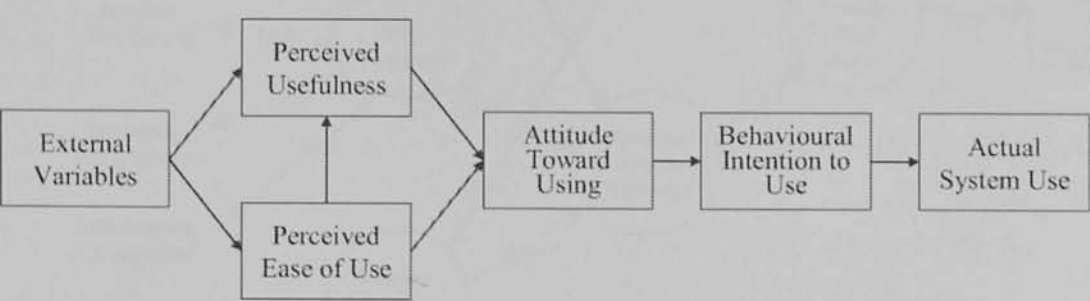 Perceived
Usefulness
External
Variables
Perceived
Ease of Use
Attitude
Toward
Using
Behavioural
Intention to
Use
Actual
System Use